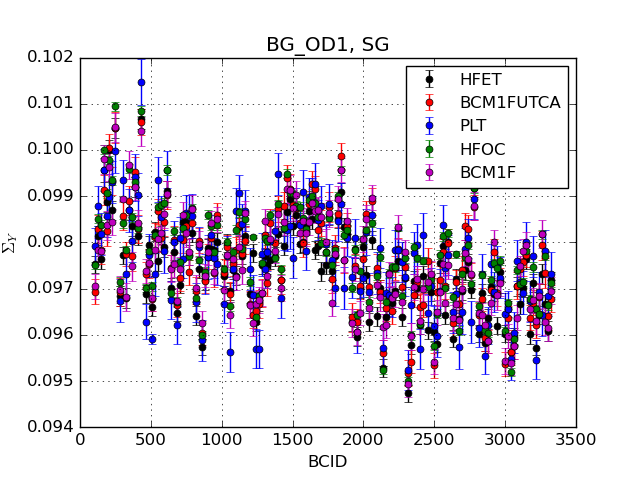 BG_OD1, SG
0.102
0.101
0.100
0.099
0.098
0.097
0.096
0.095
0.094
Σ_Y
HFET
BCM1FUTCA
PLT
HFOC
BCM1F
0 500 1000 1500 2000 2500 3000 3500
BCID